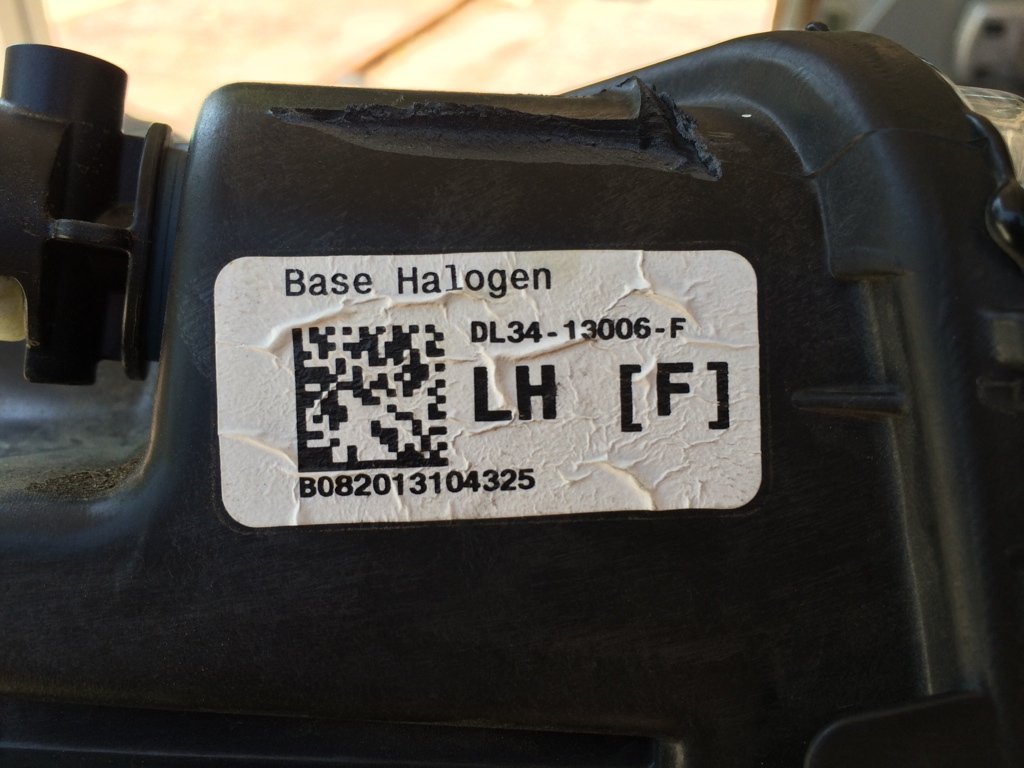 Base Halogen
DL34-13006-F
LH [F]
B082013104325